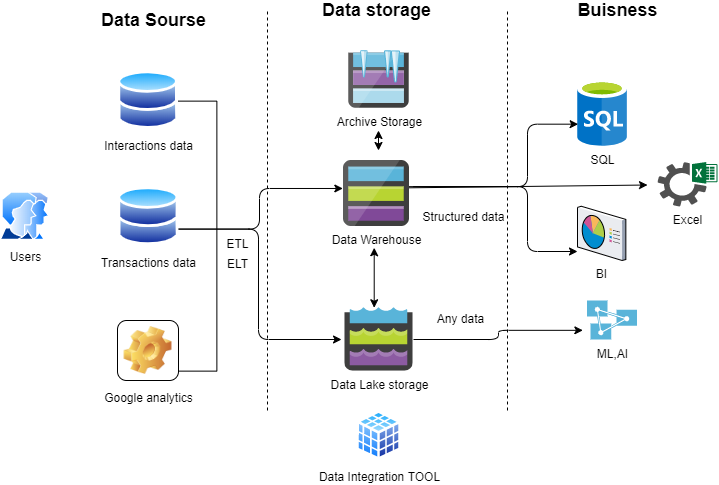 Data Sourse
Data storage
Buisness
Archive Storage
Interactions data
SQL
SQL
X
Excel
Users
Transactions data
ETL
ELT
Data Warehouse
Structured data
BI
Any data
ML,AI
Data Lake storage
Google analytics
Data Integration TOOL